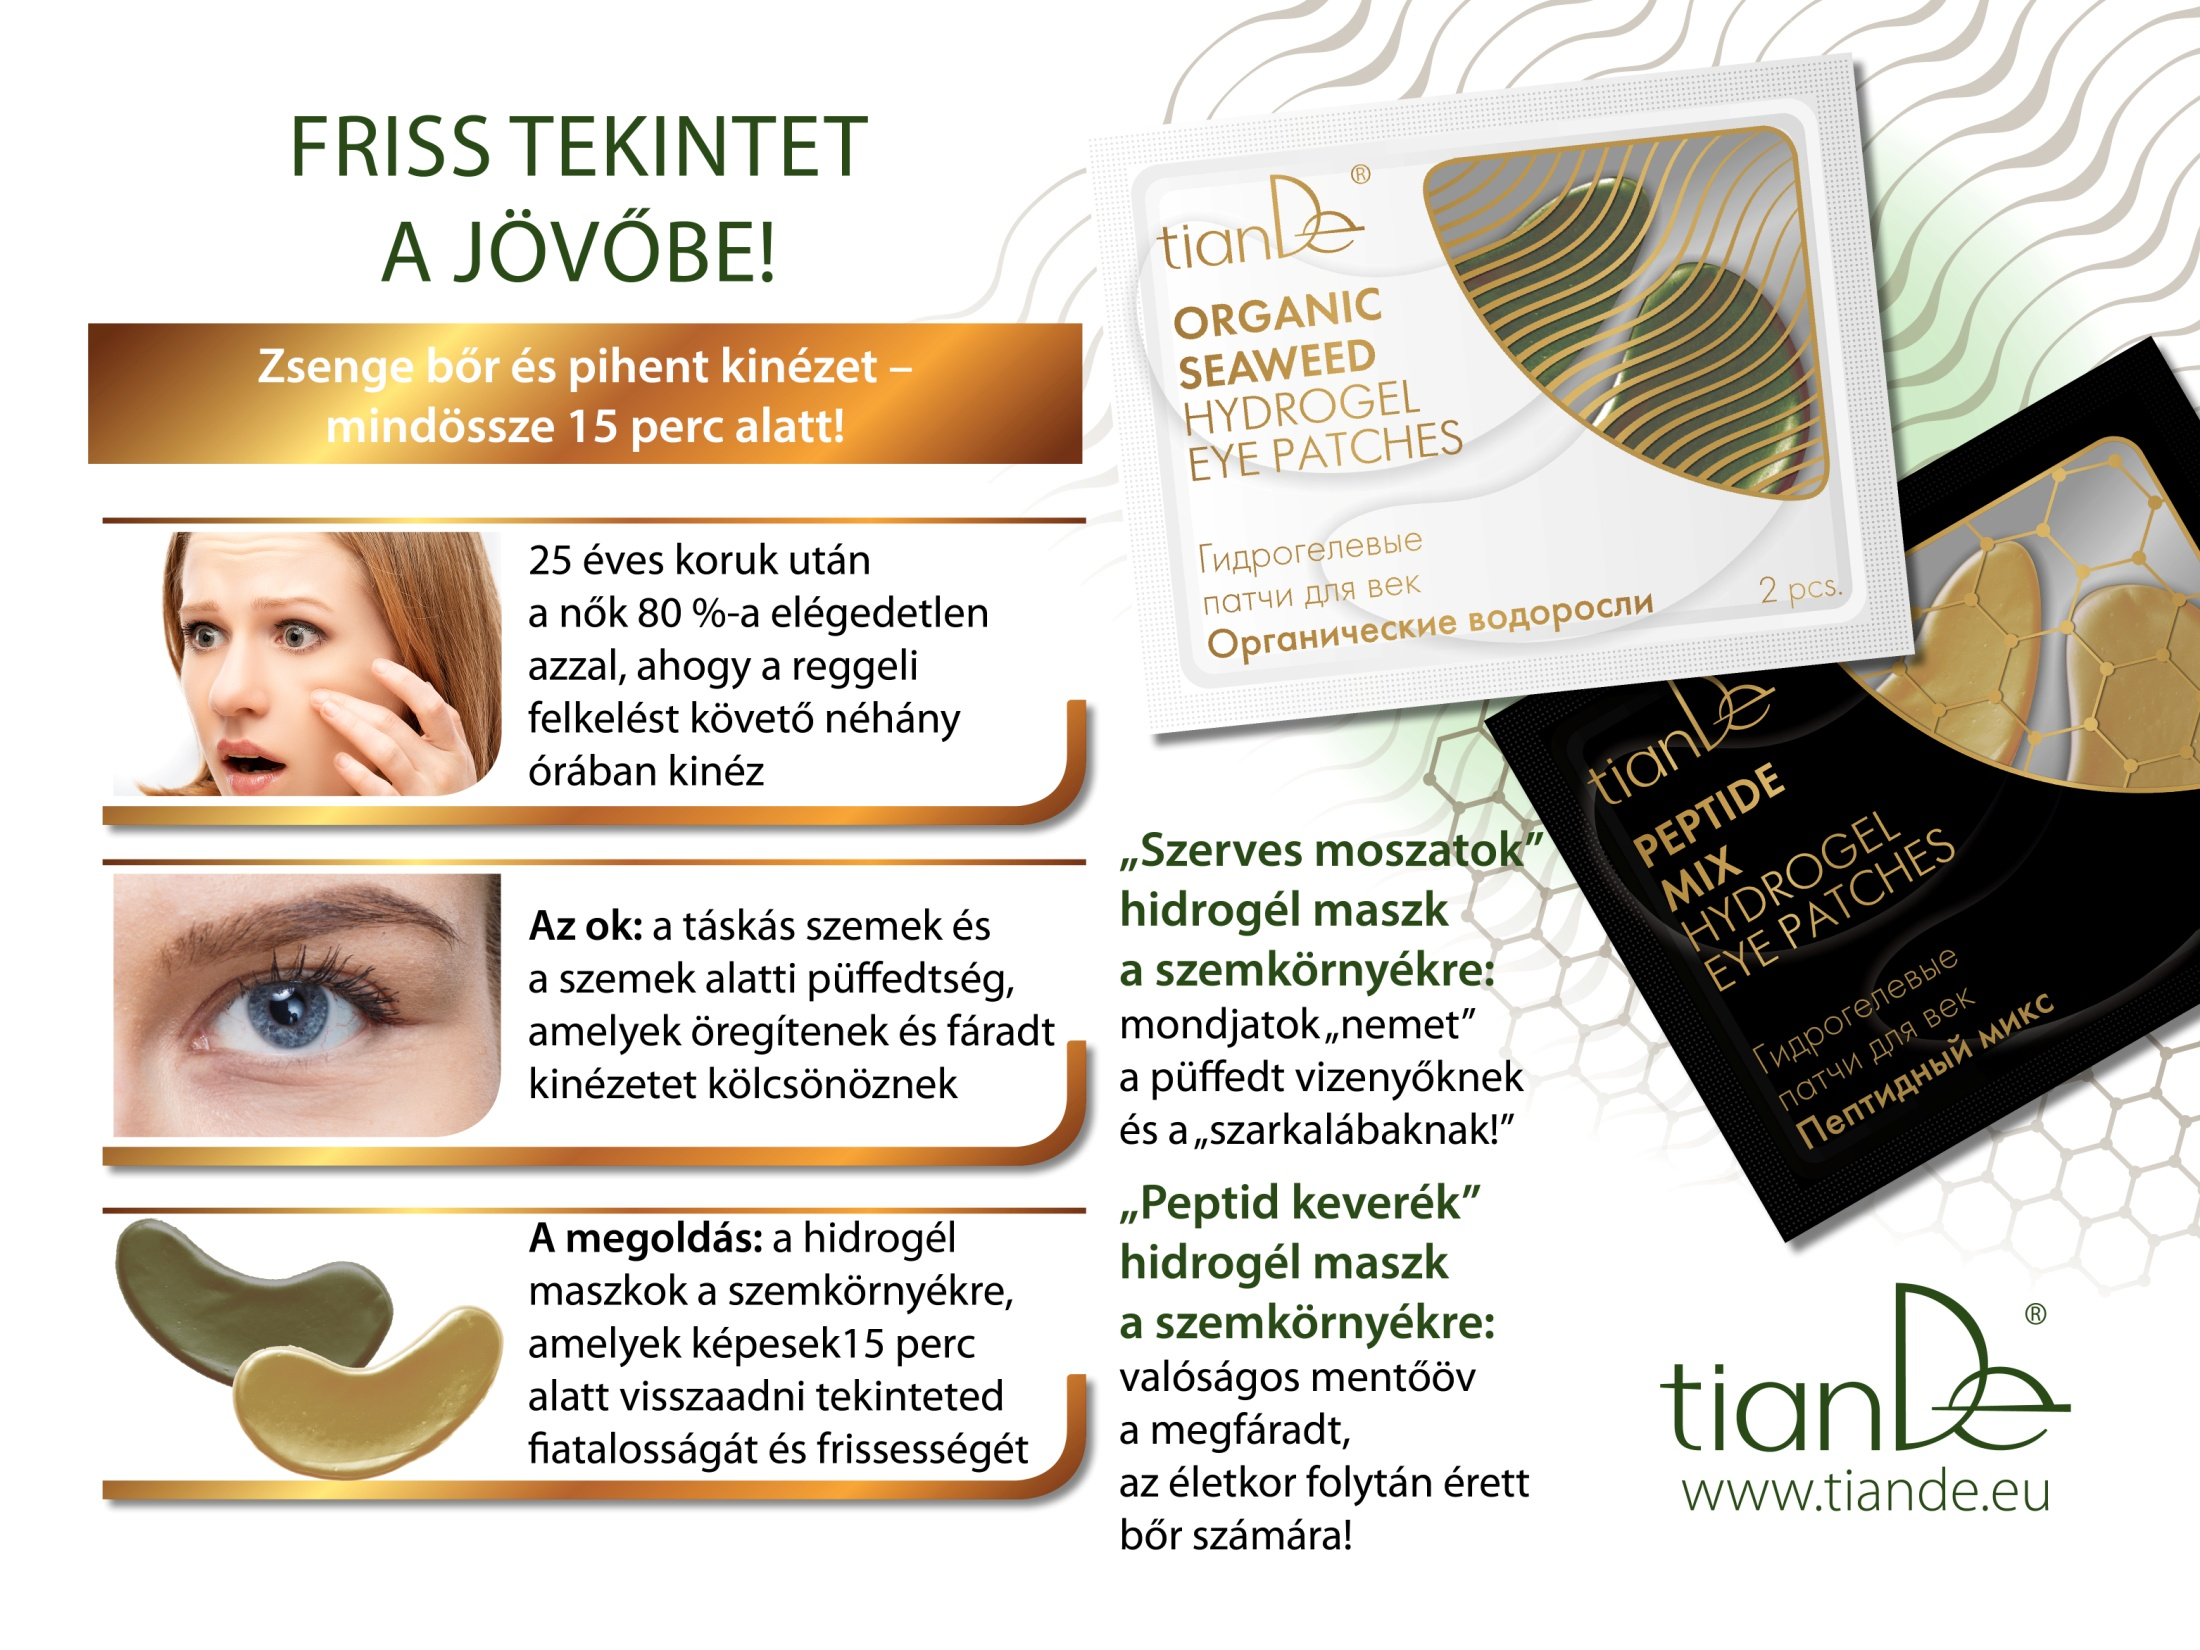 FRISS TEKINTET
A JÖVŐBE!
Zsenge bőr és pihent kinézet –
mindössze 15 perc alatt!
25 éves koruk után
a nők 80 %-a elégedetlen
azzal, ahogy a reggeli
felkelést követő néhány
órában kinéz
Az ok: a táskás szemek és
a szemek alatti püffedtség,
amelyek öregítenek és fáradt
kinézetet kölcsönöznek
A megoldás: a hidrogél
maszkok a szemkörnyékre,
amelyek képesek15 perc
alatt visszaadni tekinteted
fiatalosságát és frissességét
tianDe®
ORGANIC
SEAWEED
HYDROGEL
EYE PATCHES
Гидрогелевые
патчи для век
Органические водоросли
2 pcs.
tianDe
PEPTIDE
MIX
HYDROGEL
EYE PATCHES
Гидрогелевые
патчи для век
Пептидный микс
„Szerves moszatok”
hidrogél maszk
a szemkörnyékre:
mondjatok „nemet”
a püffedt vizenyőknek
és a „szarkalábaknak!”
„Peptid keverék”
hidrogél maszk
a szemkörnyékre:
valóságos mentőöv
a megfáradt,
az életkor folytán érett
bőr számára!
tianDe®
www.tiande.eu